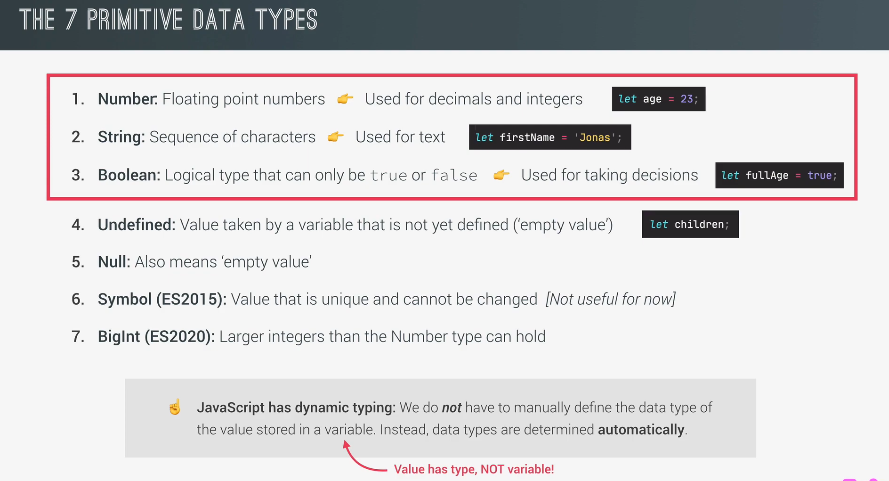 THE 7 PRIMITIVE DATA TYPES
1. Number: Floating point numbers 👉 Used for decimals and integers let age = 23;
2. String: Sequence of characters 👉 Used for text let firstName = 'Jonas';
3. Boolean: Logical type that can only be true or false 👉 Used for taking decisions let fullAge = true;
4. Undefined: Value taken by a variable that is not yet defined (‘empty value’) let children;
5. Null: Also means ‘empty value’
6. Symbol (ES2015): Value that is unique and cannot be changed [Not useful for now]
7. BigInt (ES2020): Larger integers than the Number type can hold
☝️ JavaScript has dynamic typing: We do not have to manually define the data type of
the value stored in a variable. Instead, data types are determined automatically.
Value has type, NOT variable!